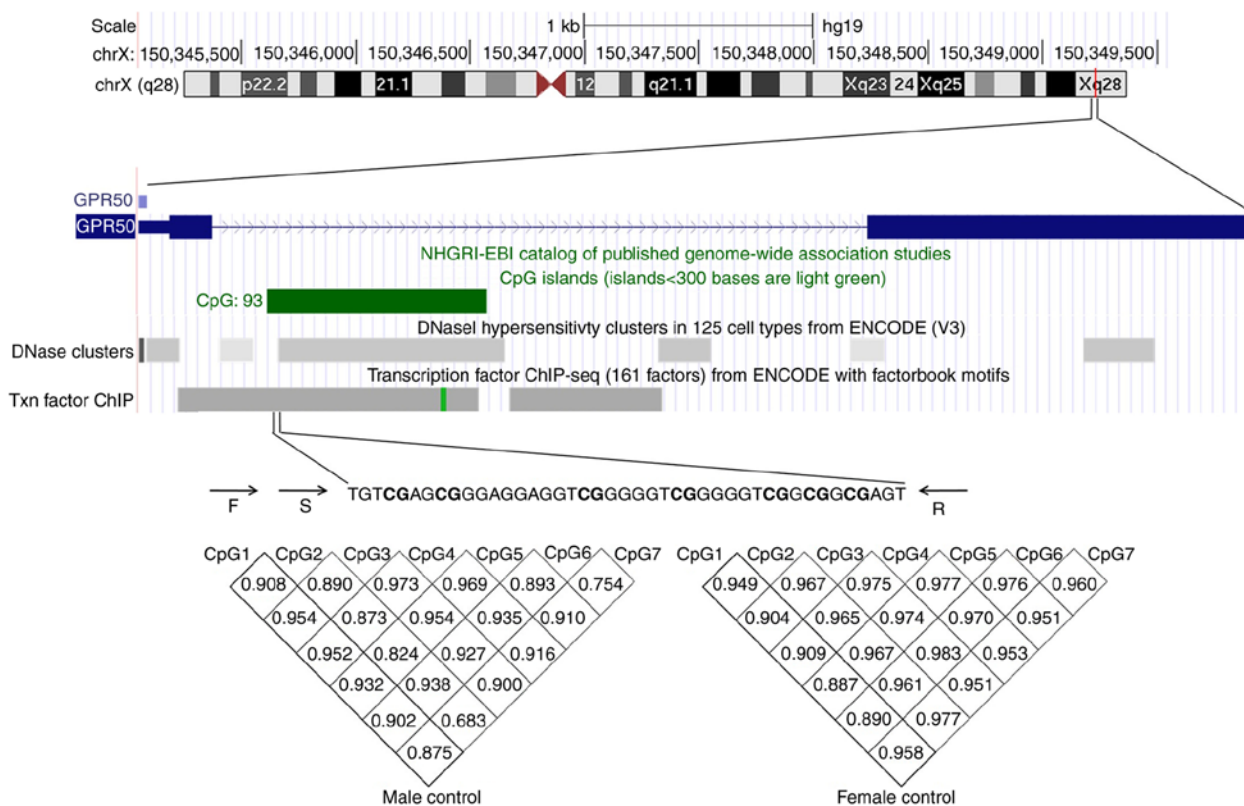 Scale 1 kb hg19
chrX: 150,345,500 150,346,000 150,346,500 150,347,000 150,347,500 150,348,000 150,348,500 150,349,000 150,349,500
chrX (q28) p22.2 21.1 12 q21.1 Xq23 24 Xq25 Xq28
GPR50
GPR50
NHGRI-EBI catalog of published genome-wide association studies
CpG islands (islands<300 bases are light green)
CpG: 93
DNaseI hypersensitivty clusters in 125 cell types from ENCODE (V3)
DNase clusters
Transcription factor ChIP-seq (161 factors) from ENCODE with factorbook motifs
Txn factor ChIP
TGTCGAGCGGGAGGAGGTCGGGGGTCGGGGGTCGGCGGCGAGT
F S R
CpG1 CpG2 CpG3 CpG4 CpG5 CpG6 CpG7
0.908 0.890 0.973 0.969 0.893 0.754
0.954 0.873 0.954 0.935 0.910
0.952 0.824 0.927 0.916
0.932 0.938 0.900
0.902 0.683
0.875
Male control
CpG1 CpG2 CpG3 CpG4 CpG5 CpG6 CpG7
0.949 0.967 0.975 0.977 0.976 0.960
0.904 0.965 0.974 0.970 0.951
0.909 0.967 0.983 0.953
0.887 0.961 0.951
0.890 0.977
0.958
Female control